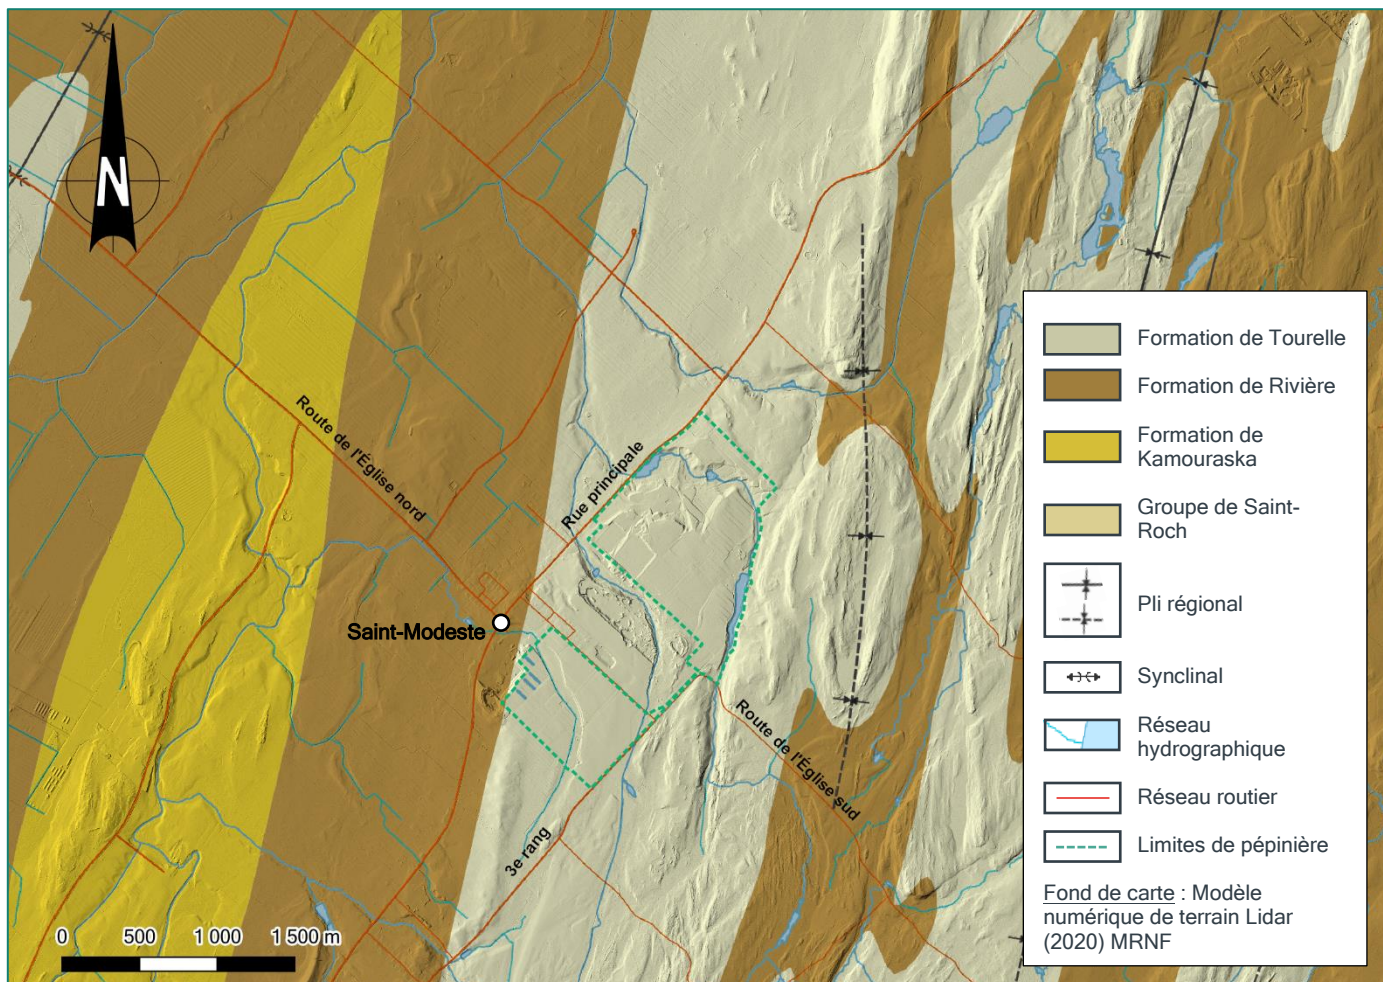 N
Route de l'Église nord
Rue principale
Saint-Modeste
Route de l'Église sud
3e rang
0 500 1 000 1 500 m
Formation de Tourelle
Formation de Rivière
Formation de
Kamouraska
Groupe de Saint-
Roch
Pli régional
Synclinal
Réseau
hydrographique
Réseau routier
Limites de pépinière
Fond de carte : Modèle
numérique de terrain Lidar
(2020) MRNF